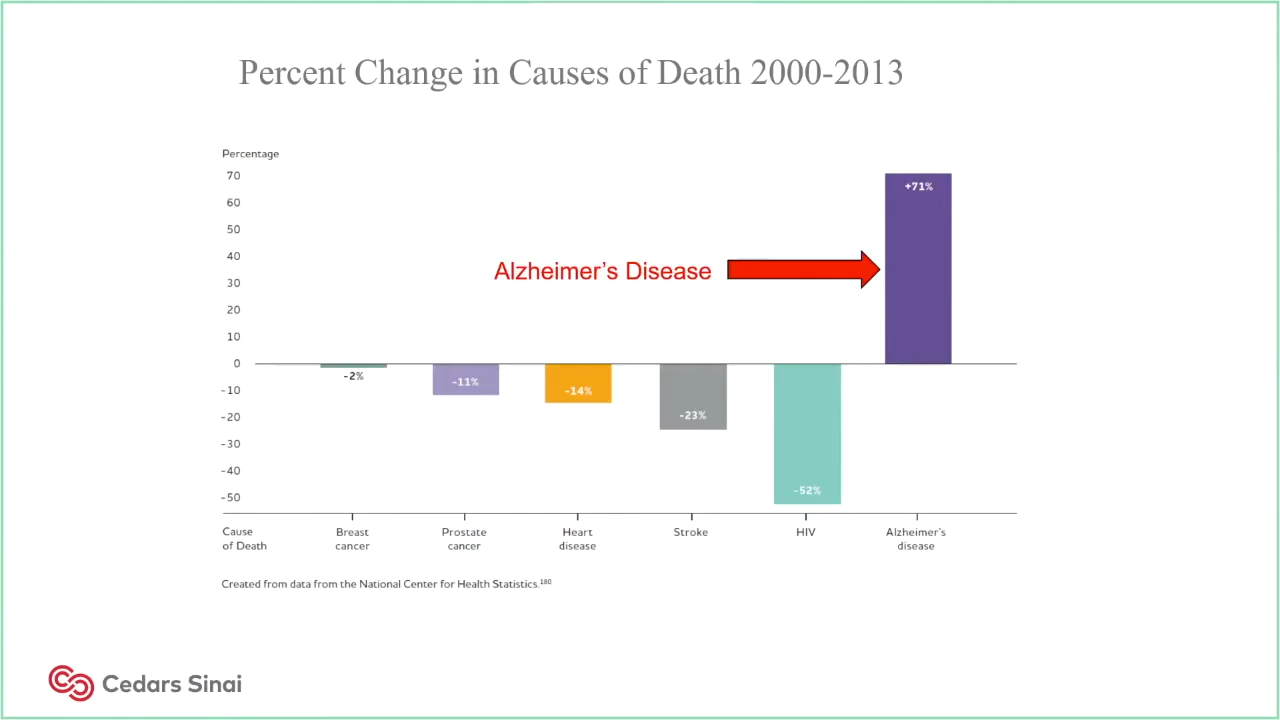 Percent Change in Causes of Death 2000-2013
Percentage
70
60
50
40
30
20
10
0
-10
-20
-30
-40
-50
+71%
Alzheimer’s Disease
-2%
-11%
-14%
-23%
-52%
Cause
of Death
Breast
cancer
Prostate
cancer
Heart
disease
Stroke
HIV
Alzheimer's
disease
Created from data from the National Center for Health Statistics.¹⁸⁰
Cedars Sinai